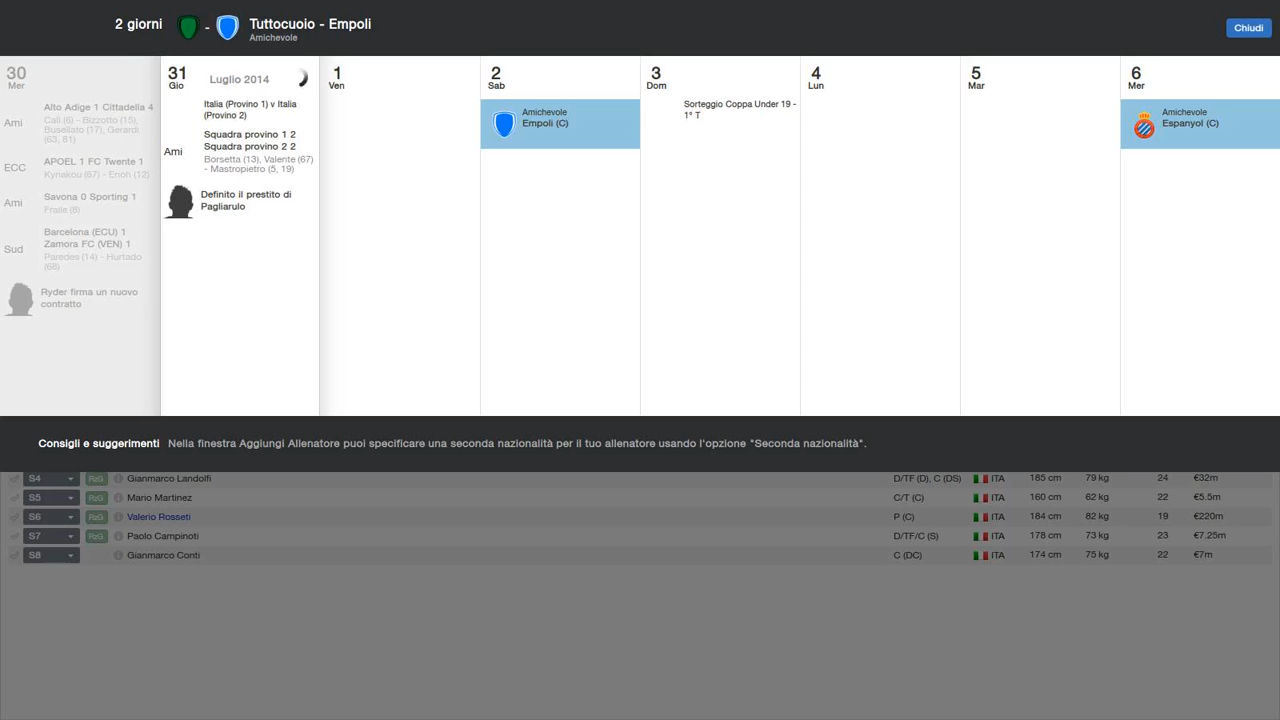 2 giorni - Tuttocuoio - Empoli
Amichevole
Chiudi
30
Mer
Alto Adige 1 Cittadella 4
Ami
Calì (6) - Bizzotto (15),
Busellato (17), Gerardi
(63, 81)
ECC
APOEL 1 FC Twente 1
Kyriakou (67) - Enoh (12)
Ami
Savona 0 Sporting 1
Fraile (8)
Sud
Barcelona (ECU) 1
Zamora FC (VEN) 1
Paredes (14) - Hurtado
(68)
Ryder firma un nuovo
contratto
31 Luglio 2014
Gio
Italia (Provino 1) v Italia
(Provino 2)
Ami
Squadra provino 1 2
Squadra provino 2 2
Borsetta (13), Valente (67)
- Mastropietro (5, 19)
Definito il prestito di
Pagliarulo
1
Ven
2
Sab
Amichevole
Empoli (C)
3
Dom
Sorteggio Coppa Under 19 -
1° T
4
Lun
5
Mar
6
Mer
Amichevole
Espanyol (C)
Consigli e suggerimenti Nella finestra Aggiungi Allenatore puoi specificare una seconda nazionalità per il tuo allenatore usando l'opzione "Seconda nazionalità".
S4 RzG Gianmarco Landolfi D/TF (D), C (DS) ITA 185 cm 79 kg 24 €32m
S5 RzG Mario Martinez C/T (C) ITA 160 cm 62 kg 22 €5.5m
S6 RzG Valerio Rosseti P (C) ITA 184 cm 82 kg 19 €220m
S7 RzG Paolo Campinoti D/TF/C (S) ITA 178 cm 73 kg 23 €7.25m
S8 Gianmarco Conti C (DC) ITA 174 cm 75 kg 22 €7m